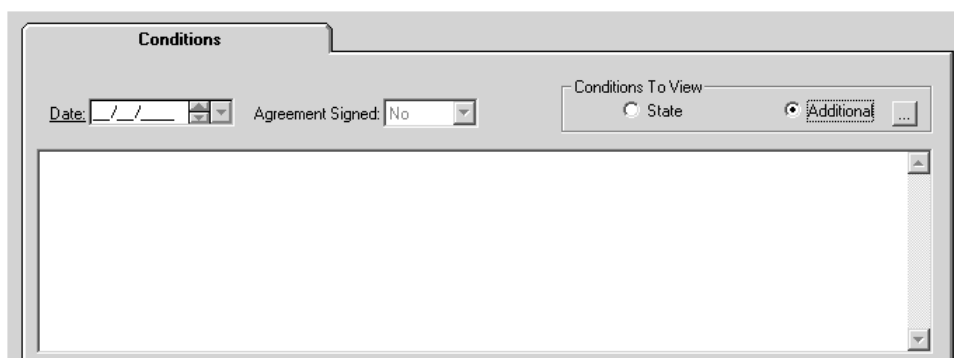 Conditions
Conditions To View
Date: __/__/____ Agreement Signed: No State Additional ...